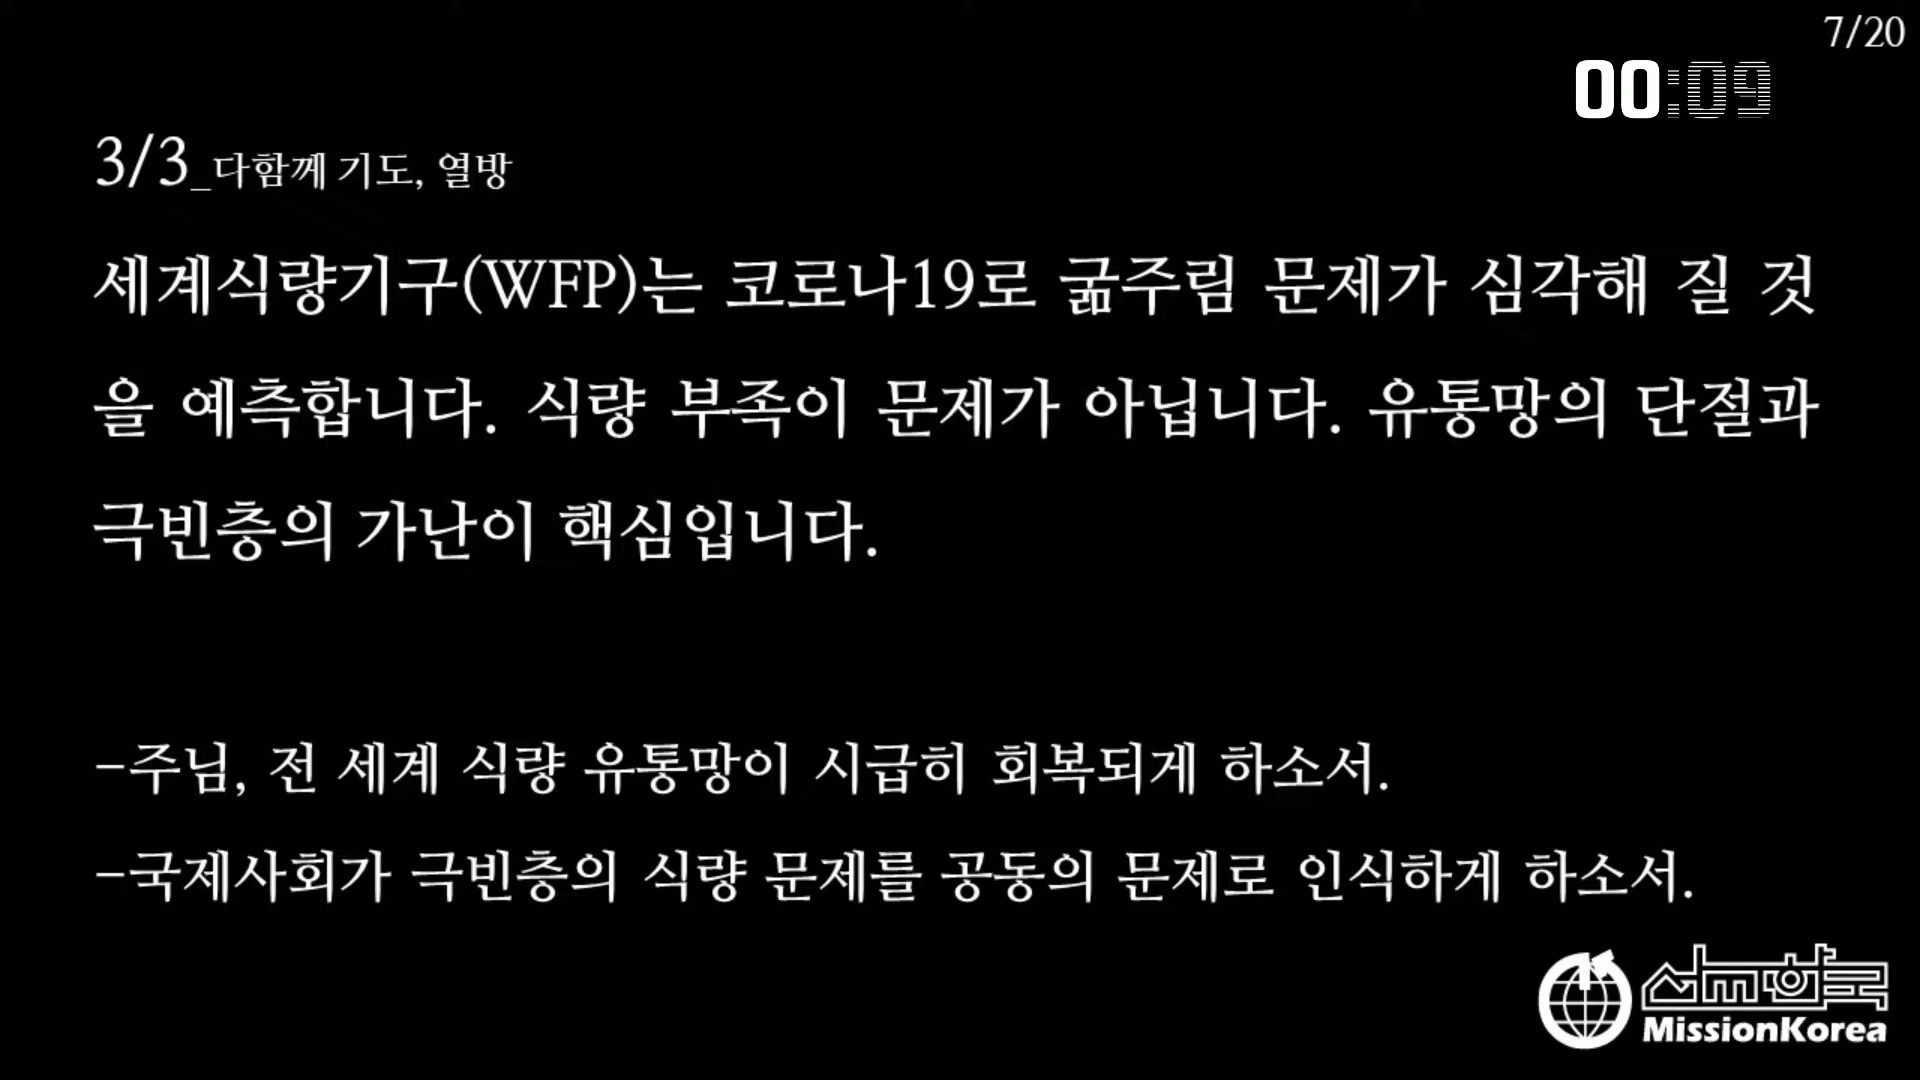 7/20
00:09
3/3_다함께 기도, 열방
세계식량기구(WFP)는 코로나19로 굶주림 문제가 심각해 질 것
을 예측합니다. 식량 부족이 문제가 아닙니다. 유통망의 단절과
극빈층의 가난이 핵심입니다.
-주님, 전 세계 식량 유통망이 시급히 회복되게 하소서.
-국제사회가 극빈층의 식량 문제를 공동의 문제로 인식하게 하소서.
선교한국
MissionKorea